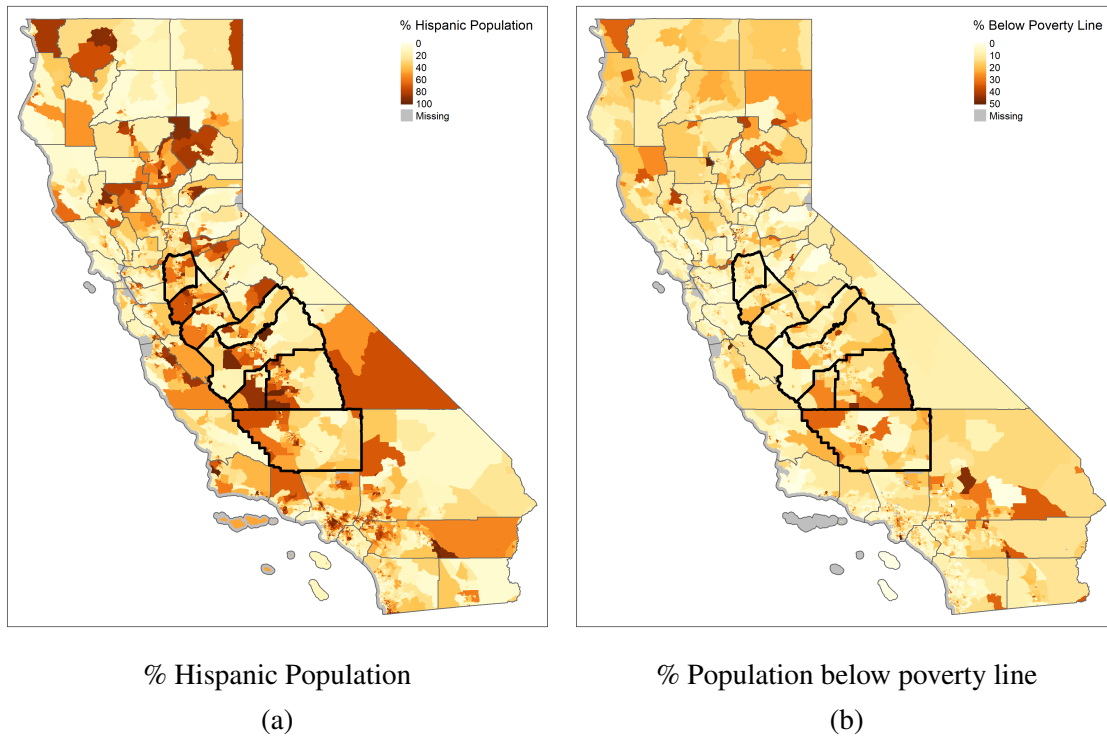 % Hispanic Population
0
20
40
60
80
100
Missing
% Below Poverty Line
0
10
20
30
40
50
Missing
% Hispanic Population
(a)
% Population below poverty line
(b)